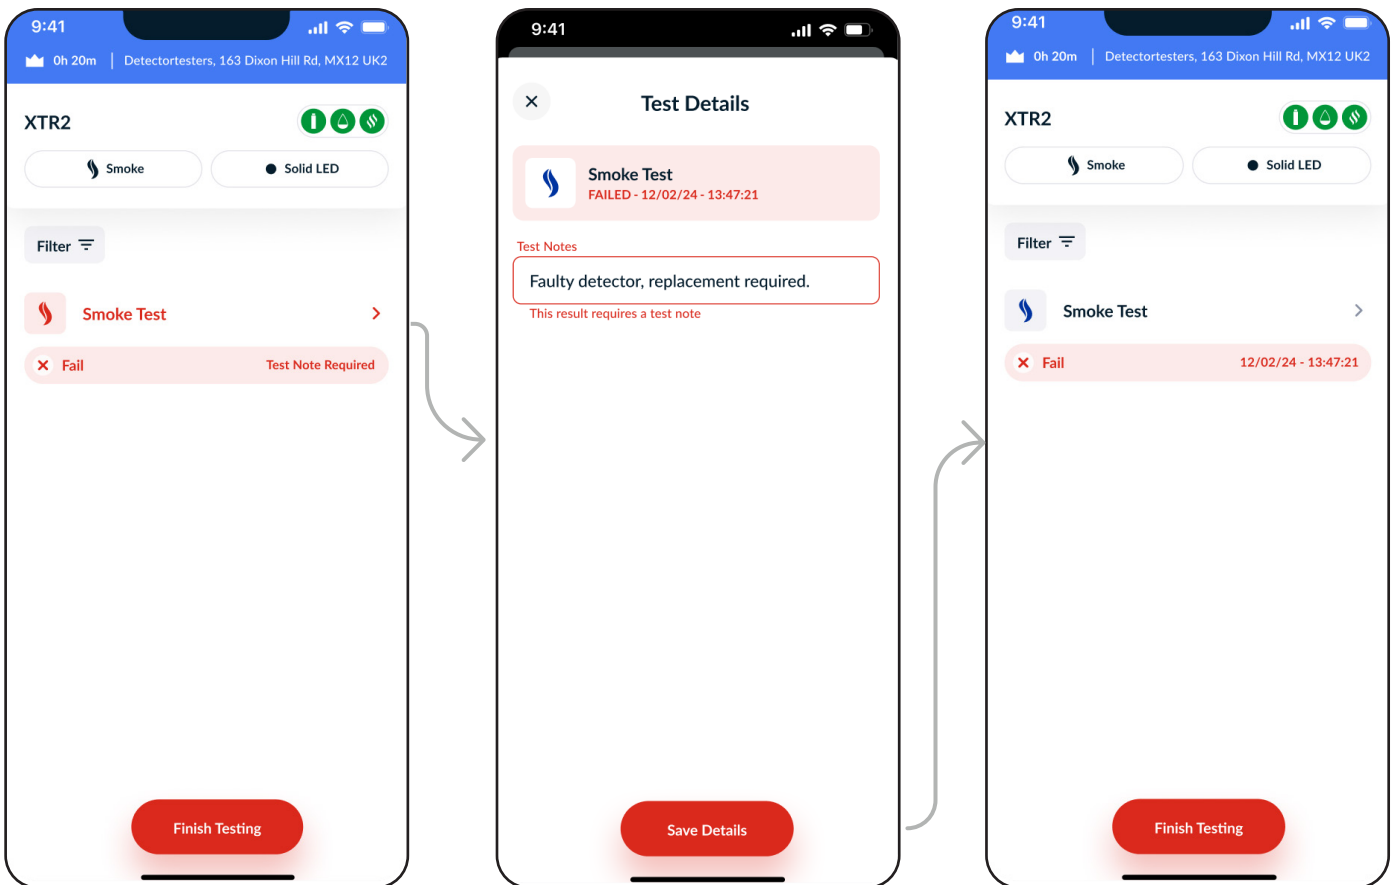 9:41
0h 20m | Detectortesters, 163 Dixon Hill Rd, MX12 UK2
XTR2
Smoke
Solid LED
Filter
Smoke Test
Fail
Test Note Required
Finish Testing
9:41
Test Details
Smoke Test
FAILED - 12/02/24 - 13:47:21
Test Notes
Faulty detector, replacement required.
This result requires a test note
Save Details
9:41
0h 20m | Detectortesters, 163 Dixon Hill Rd, MX12 UK2
XTR2
Smoke
Solid LED
Filter
Smoke Test
Fail
12/02/24 - 13:47:21
Finish Testing